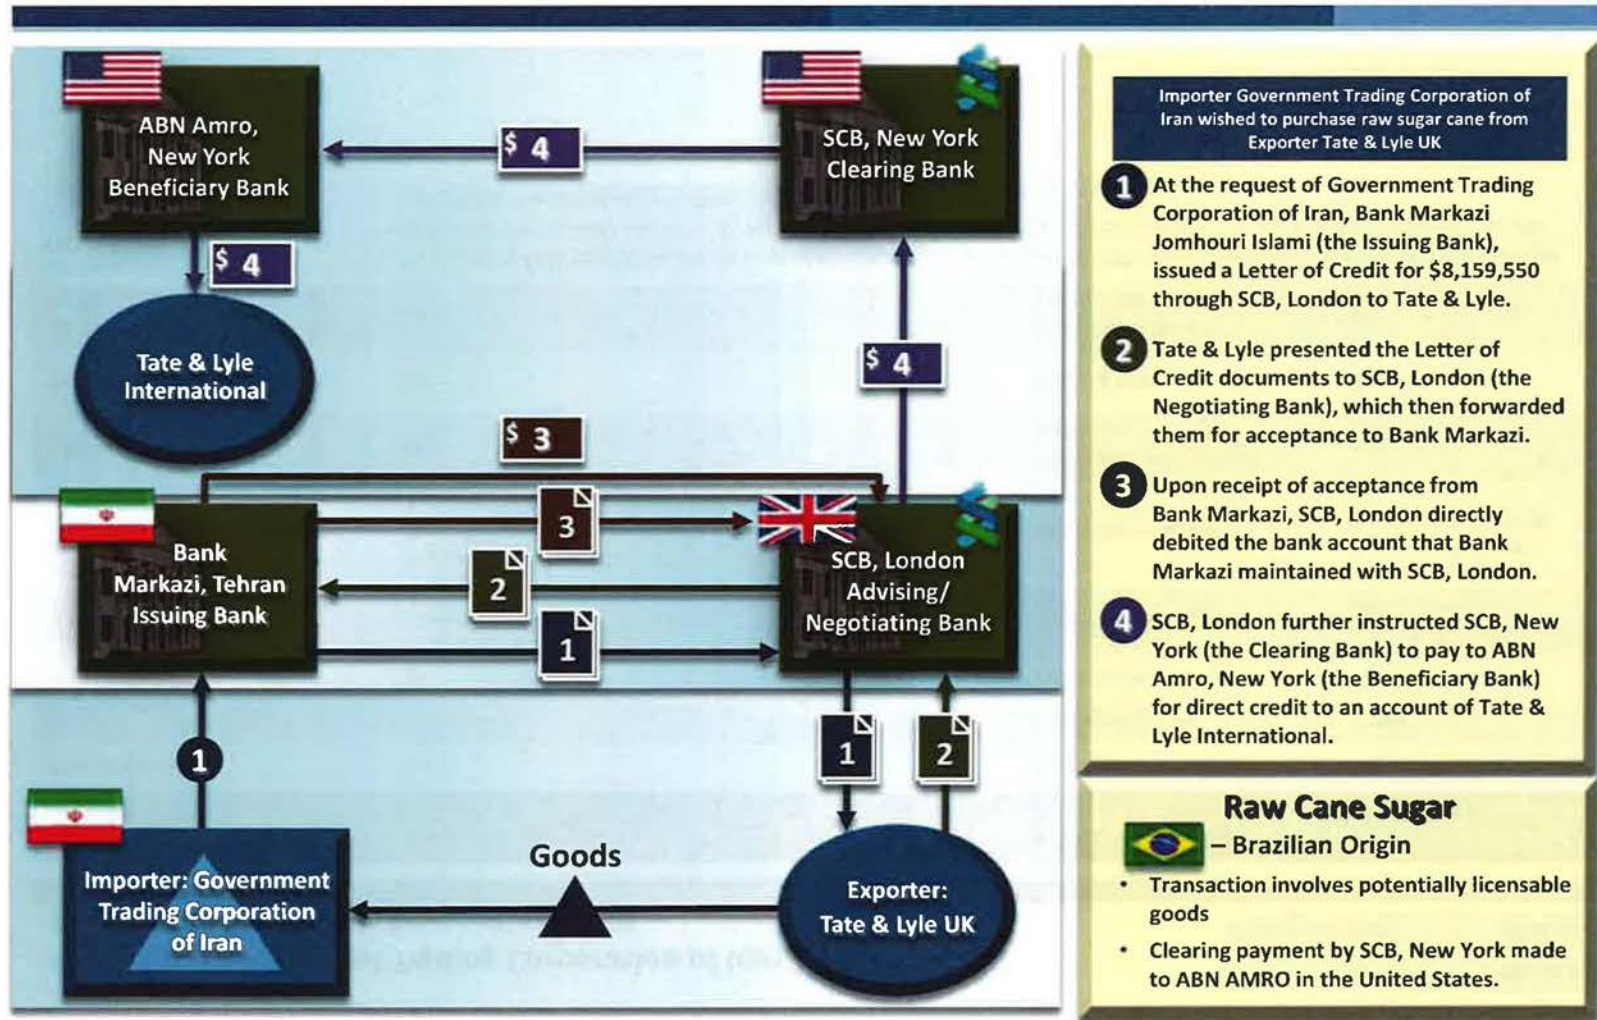 ABN Amro,
New York
Beneficiary Bank
$ 4
SCB, New York
Clearing Bank
$ 4
Tate & Lyle
International
$ 4
$ 3
Bank
Markazi, Tehran
Issuing Bank
3
2
1
SCB, London
Advising/
Negotiating Bank
1
1
2
Importer: Government
Trading Corporation
of Iran
Goods
Exporter:
Tate & Lyle UK
Importer Government Trading Corporation of
Iran wished to purchase raw sugar cane from
Exporter Tate & Lyle UK
1 At the request of Government Trading
Corporation of Iran, Bank Markazi
Jomhouri Islami (the Issuing Bank),
issued a Letter of Credit for $8,159,550
through SCB, London to Tate & Lyle.
2 Tate & Lyle presented the Letter of
Credit documents to SCB, London (the
Negotiating Bank), which then forwarded
them for acceptance to Bank Markazi.
3 Upon receipt of acceptance from
Bank Markazi, SCB, London directly
debited the bank account that Bank
Markazi maintained with SCB, London.
4 SCB, London further instructed SCB, New
York (the Clearing Bank) to pay to ABN
Amro, New York (the Beneficiary Bank)
for direct credit to an account of Tate &
Lyle International.
Raw Cane Sugar
– Brazilian Origin
• Transaction involves potentially licensable
goods
• Clearing payment by SCB, New York made
to ABN AMRO in the United States.